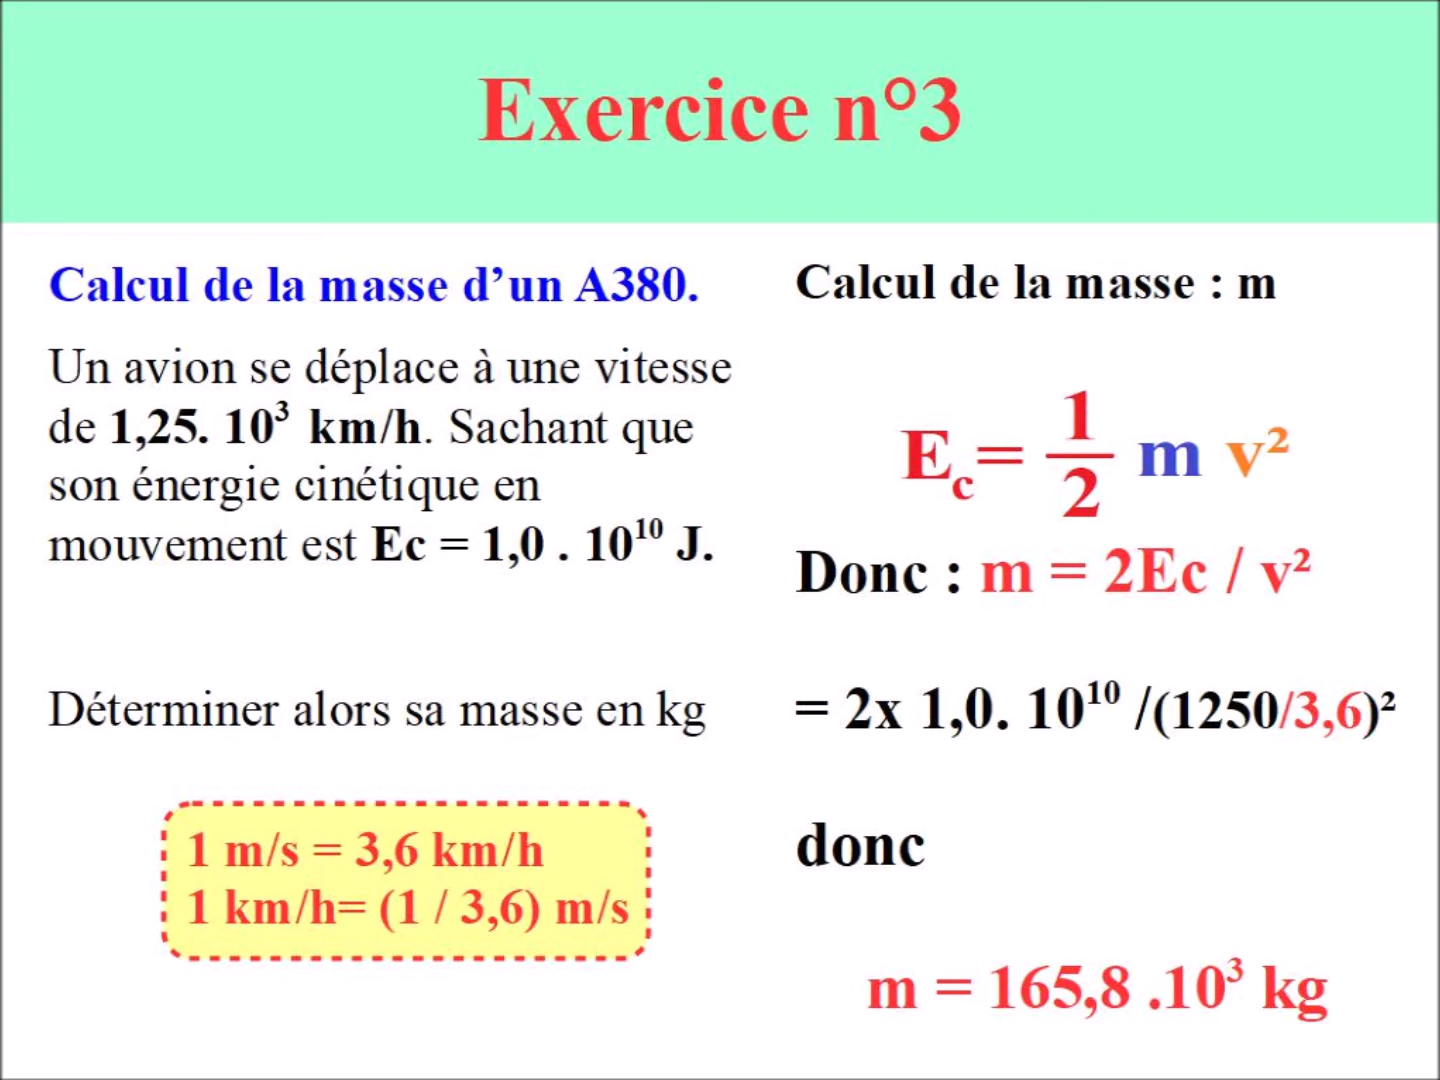 Exercice n°3
Calcul de la masse d’un A380.
Un avion se déplace à une vitesse
de 1,25. 10³ km/h. Sachant que
son énergie cinétique en
mouvement est Ec = 1,0 . 10¹⁰ J.
Déterminer alors sa masse en kg
1 m/s = 3,6 km/h
1 km/h= (1 / 3,6) m/s
Calcul de la masse : m
Ec= 1/2 m v²
Donc : m = 2Ec / v²
= 2x 1,0. 10¹⁰ /(1250/3,6)²
donc
m = 165,8 .10³ kg